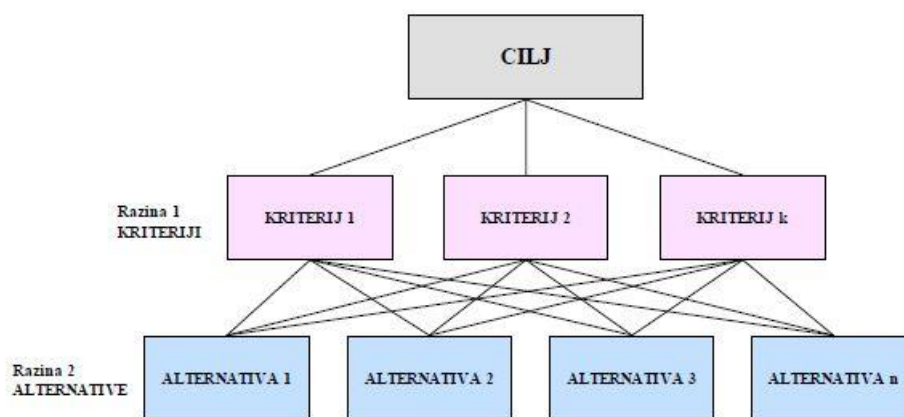 CILJ
Razina 1
KRITERIJI
KRITERIJ 1
KRITERIJ 2
KRITERIJ k
Razina 2
ALTERNATIVE
ALTERNATIVA 1
ALTERNATIVA 2
ALTERNATIVA 3
ALTERNATIVA n